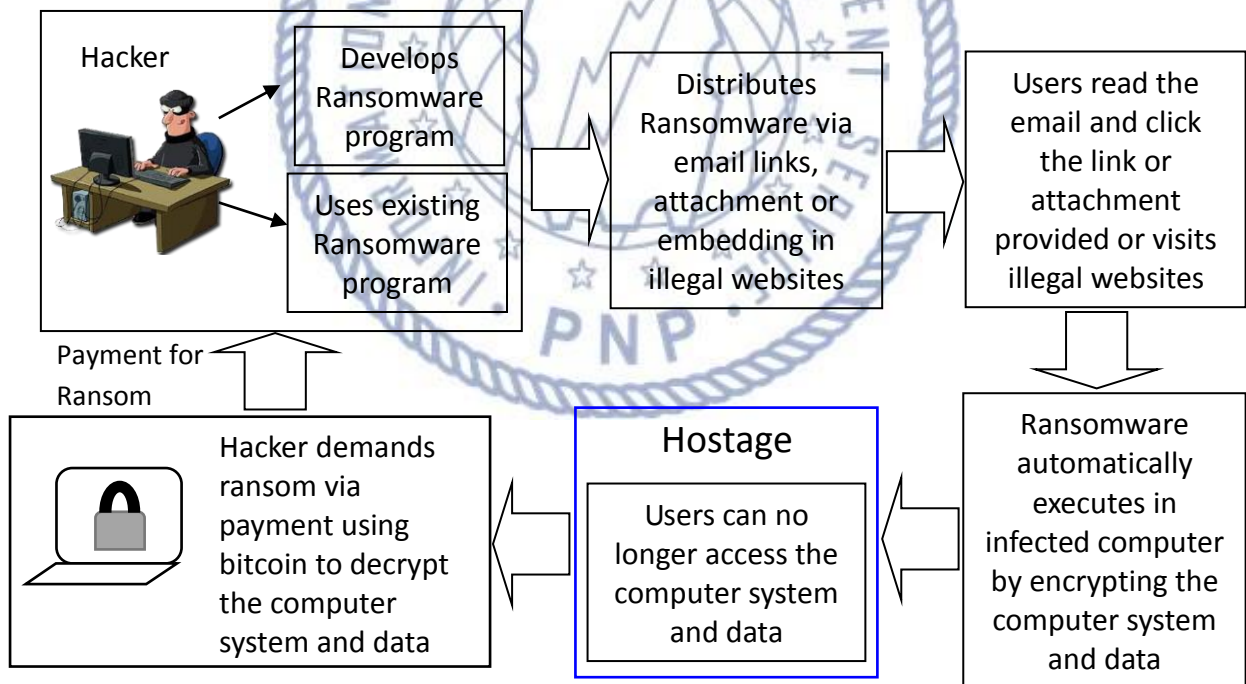 Hacker
Develops
Ransomware
program
Uses existing
Ransomware
program
Distributes
Ransomware via
email links,
attachment or
embedding in
illegal websites
Users read the
email and click
the link or
attachment
provided or visits
illegal websites
Ransomware
automatically
executes in
infected computer
by encrypting the
computer system
and data
Hostage
Users can no
longer access the
computer system
and data
Hacker demands
ransom via
payment using
bitcoin to decrypt
the computer
system and data
Payment for
Ransom
PNP